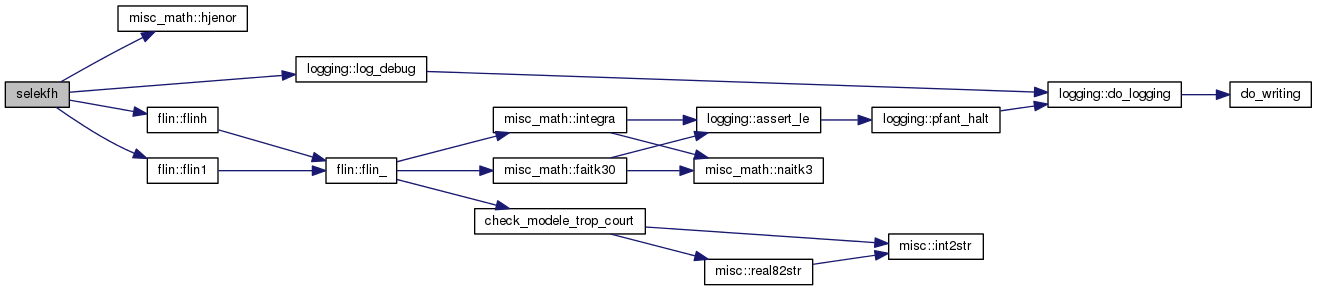 selekfh
misc_math::hjenor
logging::log_debug
flin::flinh
flin::flin1
flin::flin_
misc_math::integra
misc_math::faitk30
check_modele_trop_court
logging::assert_le
misc_math::naitk3
misc::real82str
logging::pfant_halt
misc::int2str
logging::do_logging
do_writing